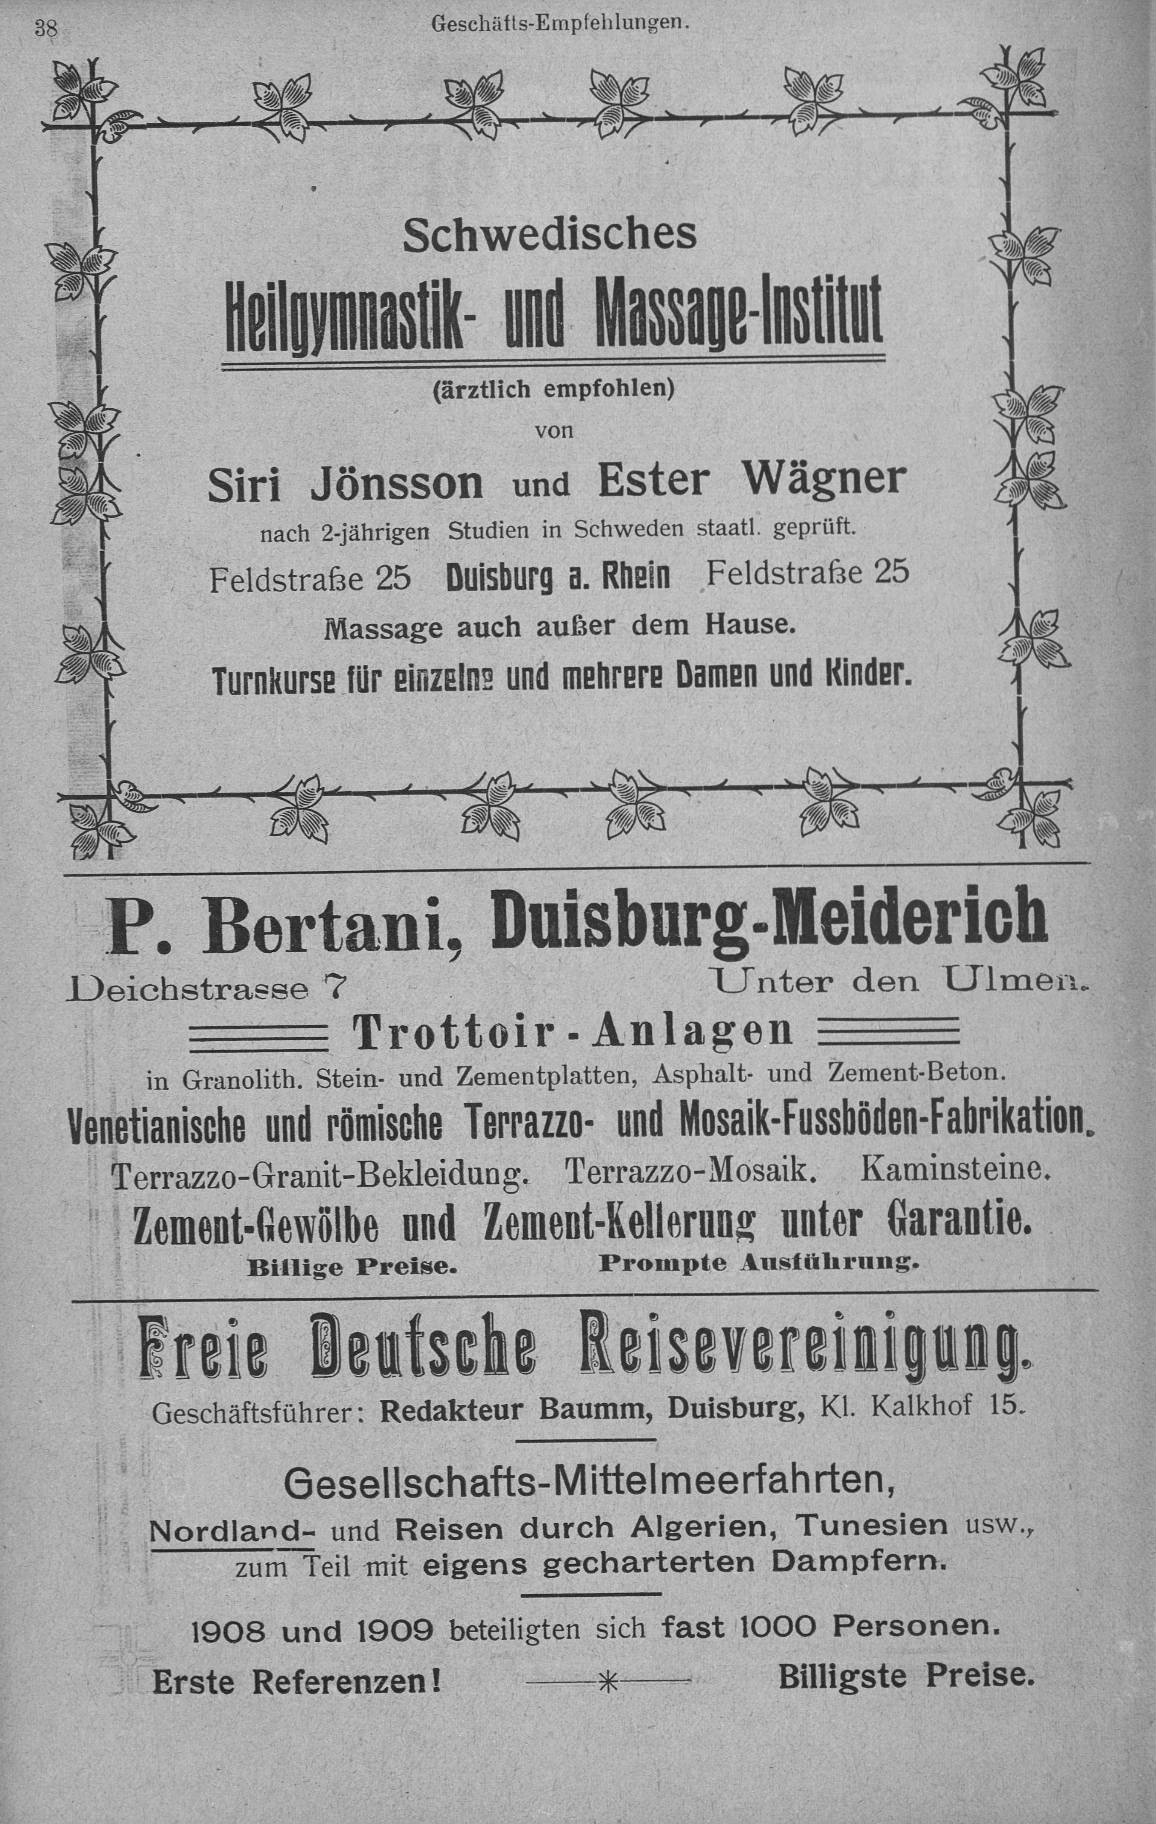 38
Geschäfts-Empfehlungen.
Schwedisches
Heilgymnastik- und Massage-Institut
(ärztlich empfohlen)
von
Siri Jönsson und Ester Wägner
nach 2-jährigen Studien in Schweden staatl. geprüft.
Feldstraße 25 Duisburg a. Rhein Feldstraße 25
Massage auch außer dem Hause.
Turnkurse für einzelne und mehrere Damen und Kinder.
P. Bertani, Duisburg-Meiderich
Deichstrasse 7 Unter den Ulmen.
Trottoir-Anlagen
in Granolith. Stein- und Zementplatten, Asphalt- und Zement-Beton.
Venetianische und römische Terrazzo- und Mosaik-Fussböden-Fabrikation.
Terrazzo-Granit-Bekleidung. Terrazzo-Mosaik. Kaminsteine.
Zement-Gewölbe und Zement-Kellerung unter Garantie.
Billige Preise. Prompte Ausführung.
Freie Deutsche Reisevereinigung.
Geschäftsführer: Redakteur Baumm, Duisburg, Kl. Kalkhof 15.
Gesellschafts-Mittelmeerfahrten,
Nordland- und Reisen durch Algerien, Tunesien usw.,
zum Teil mit eigens gecharterten Dampfern.
1908 und 1909 beteiligten sich fast 1000 Personen.
Erste Referenzen! Billigste Preise.